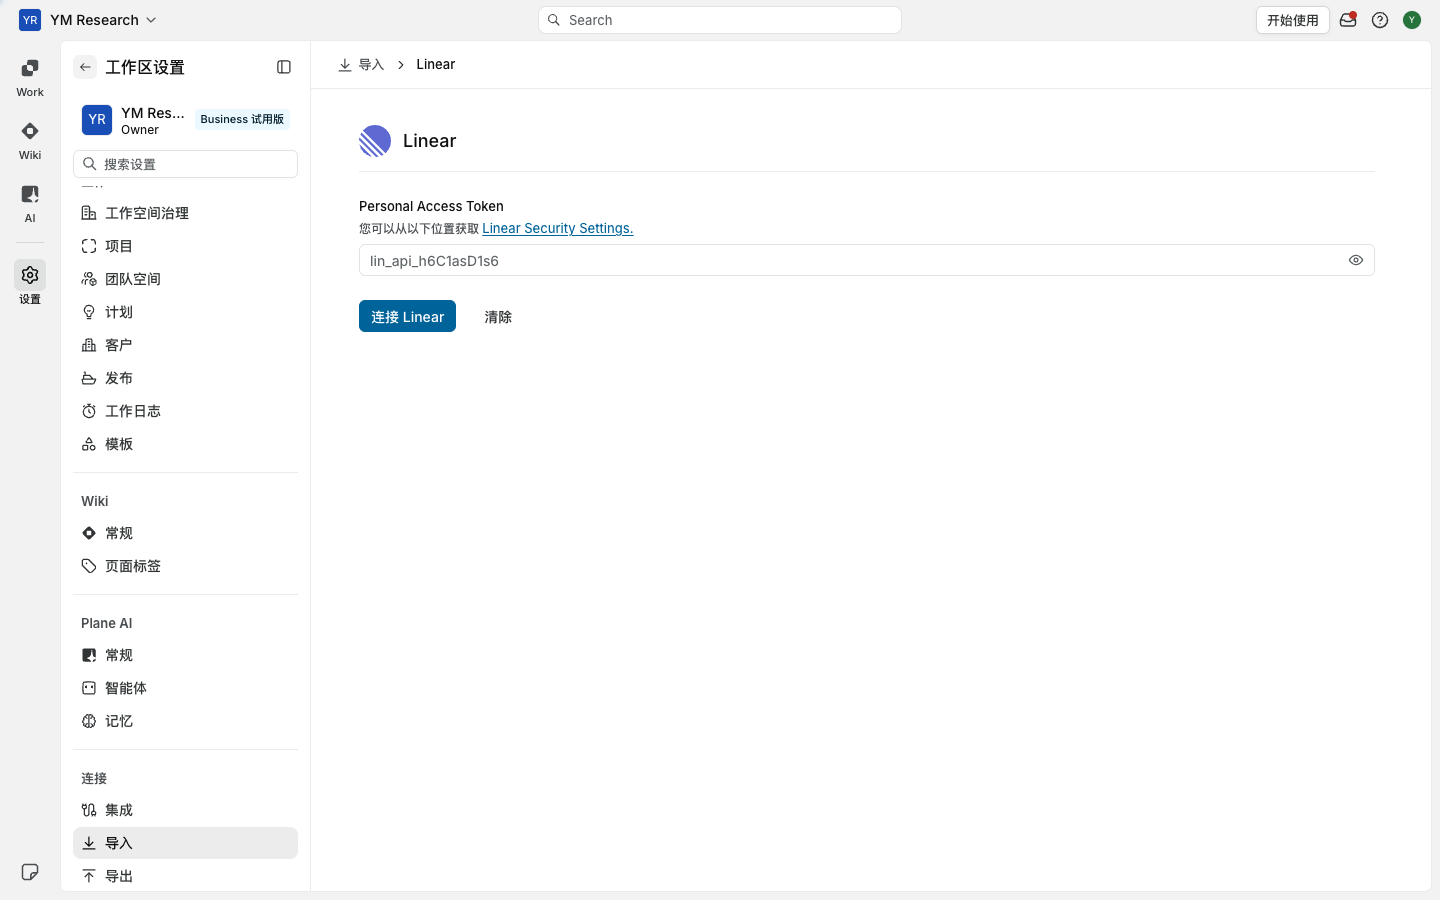 YR YM Research
Search
开始使用
Y
Work
Wiki
AI
设置
工作区设置
YR
YM Res...
Owner
Business 试用版
搜索设置
工作空间治理
项目
团队空间
计划
客户
发布
工作日志
模板
Wiki
常规
页面标签
Plane AI
常规
智能体
记忆
连接
集成
导入
导出
导入 > Linear
Linear
Personal Access Token
您可以从以下位置获取 Linear Security Settings.
lin_api_h6C1asD1s6
连接 Linear
清除